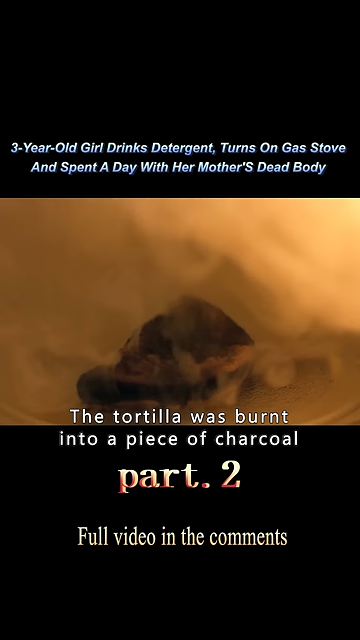 3-Year-Old Girl Drinks Detergent, Turns On Gas Stove
And Spent A Day With Her Mother'S Dead Body
The tortilla was burnt
into a piece of charcoal
part.2
Full video in the comments